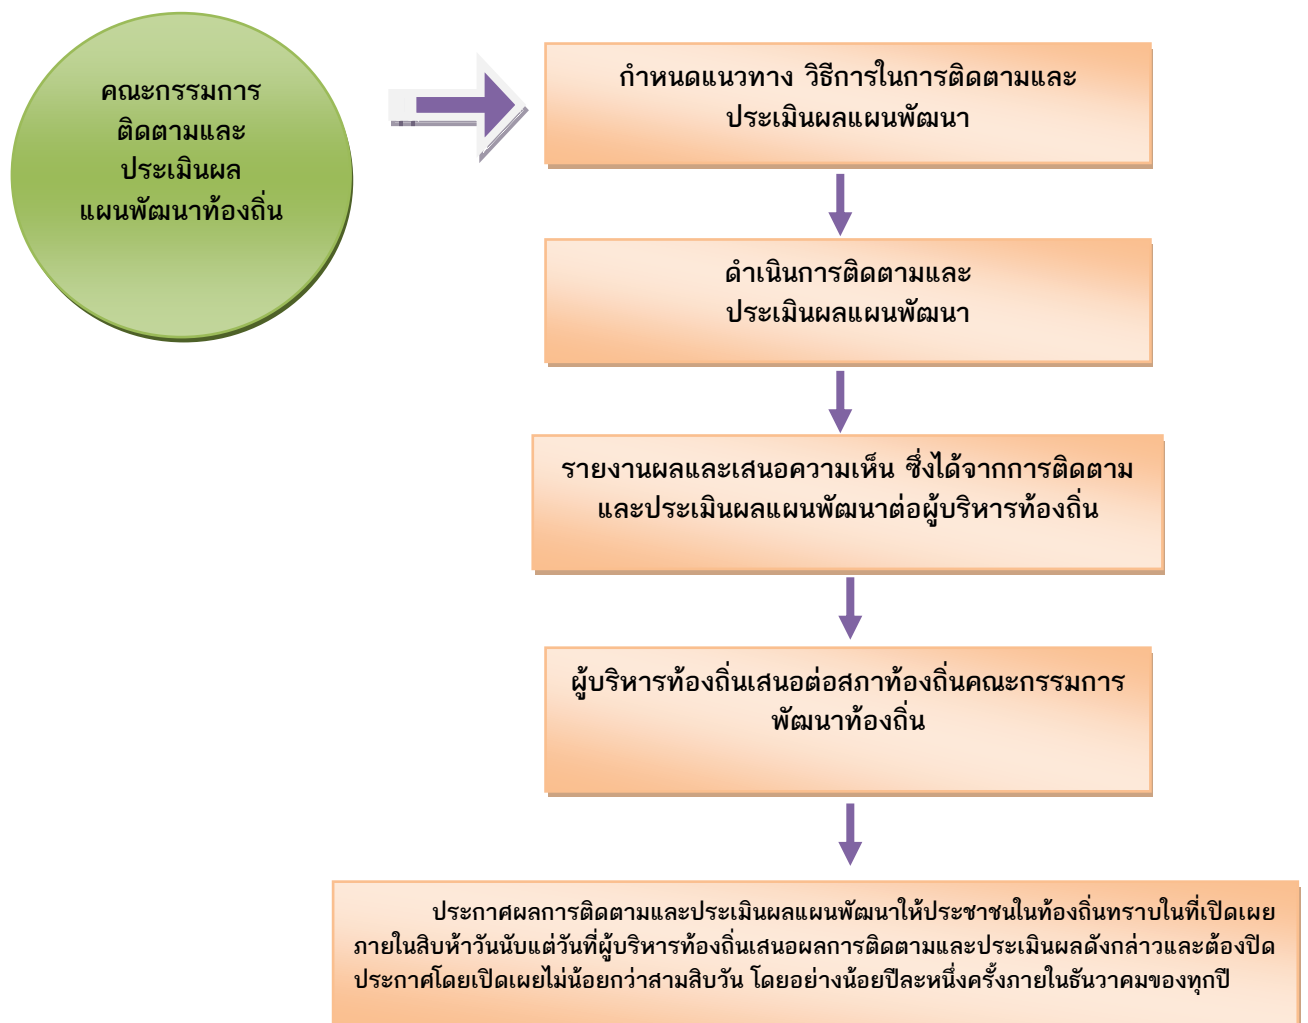 คณะกรรมการ
ติดตามและ
ประเมินผล
แผนพัฒนาท้องถิ่น
กำหนดแนวทาง วิธีการในการติดตามและ
ประเมินผลแผนพัฒนา
ดำเนินการติดตามและ
ประเมินผลแผนพัฒนา
รายงานผลและเสนอความเห็น ซึ่งได้จากการติดตาม
และประเมินผลแผนพัฒนาต่อผู้บริหารท้องถิ่น
ผู้บริหารท้องถิ่นเสนอต่อสภาท้องถิ่นคณะกรรมการ
พัฒนาท้องถิ่น
ประกาศผลการติดตามและประเมินผลแผนพัฒนาให้ประชาชนในท้องถิ่นทราบในที่เปิดเผย
ภายในสิบห้าวันนับแต่วันที่ผู้บริหารท้องถิ่นเสนอผลการติดตามและประเมินผลดังกล่าวและต้องปิด
ประกาศโดยเปิดเผยไม่น้อยกว่าสามสิบวัน โดยอย่างน้อยปีละหนึ่งครั้งภายในธันวาคมของทุกปี